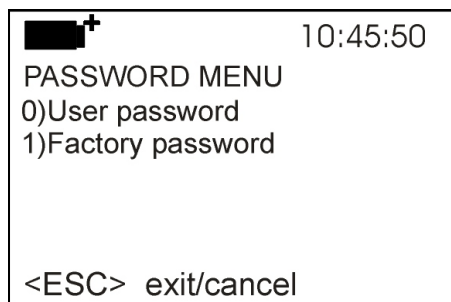 10:45:50
PASSWORD MENU
0)User password
1)Factory password
<ESC> exit/cancel